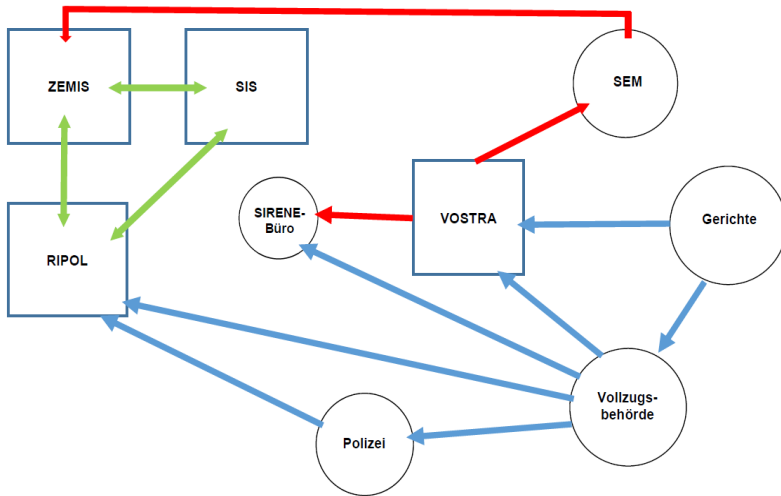 ZEMIS
SIS
SEM
SIRENE-
Büro
VOSTRA
Gerichte
RIPOL
Vollzugs-
behörde
Polizei